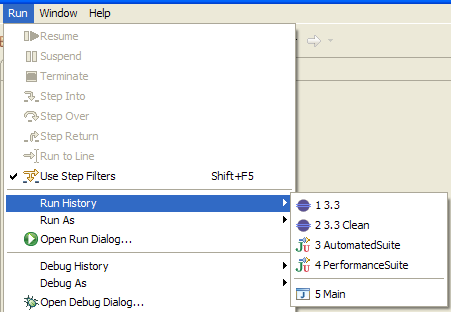 Run Window Help
Resume
Suspend
Terminate
Step Into
Step Over
Step Return
Run to Line
Use Step Filters Shift+F5
Run History
Run As
Open Run Dialog...
Debug History
Debug As
Open Debug Dialog...
1 3.3
2 3.3 Clean
3 AutomatedSuite
4 PerformanceSuite
5 Main